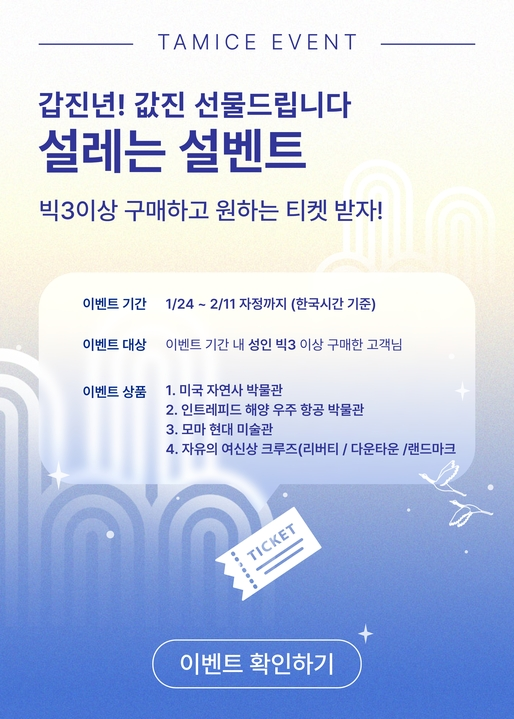 TAMICE EVENT
갑진년! 값진 선물드립니다
설레는 설벤트
빅3이상 구매하고 원하는 티켓 받자!
이벤트 기간 1/24 ~ 2/11 자정까지 (한국시간 기준)
이벤트 대상 이벤트 기간 내 성인 빅3 이상 구매한 고객님
이벤트 상품 1. 미국 자연사 박물관
2. 인트레피드 해양 우주 항공 박물관
3. 모마 현대 미술관
4. 자유의 여신상 크루즈(리버티 / 다운타운 /랜드마크
TICKET
이벤트 확인하기